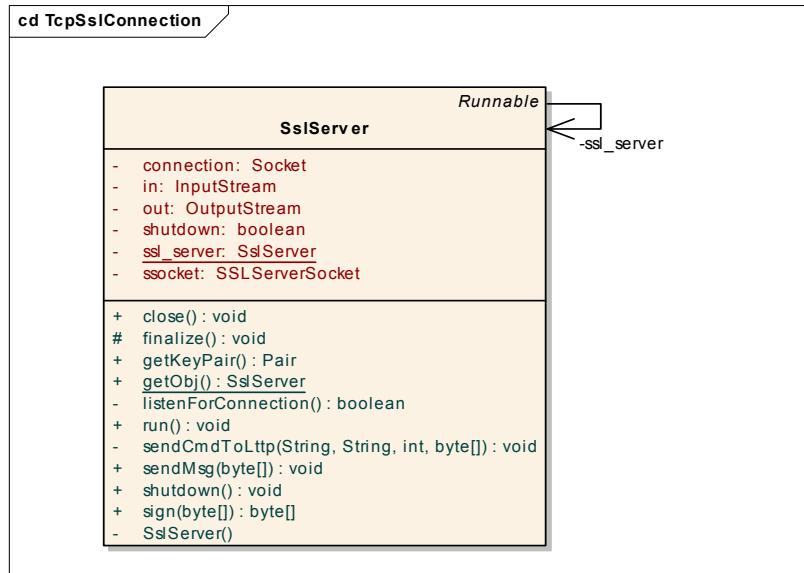 cd TcpSslConnection
Runnable
SslServer
-ssl_server
- connection: Socket
- in: InputStream
- out: OutputStream
- shutdown: boolean
- ssl_server: SslServer
- ssocket: SSLServerSocket
+ close() : void
# finalize() : void
+ getKeyPair() : Pair
+ getObj() : SslServer
- listenForConnection() : boolean
+ run() : void
- sendCmdToLttp(String, String, int, byte[]) : void
+ sendMsg(byte[]) : void
+ shutdown() : void
+ sign(byte[]) : byte[]
- SslServer()